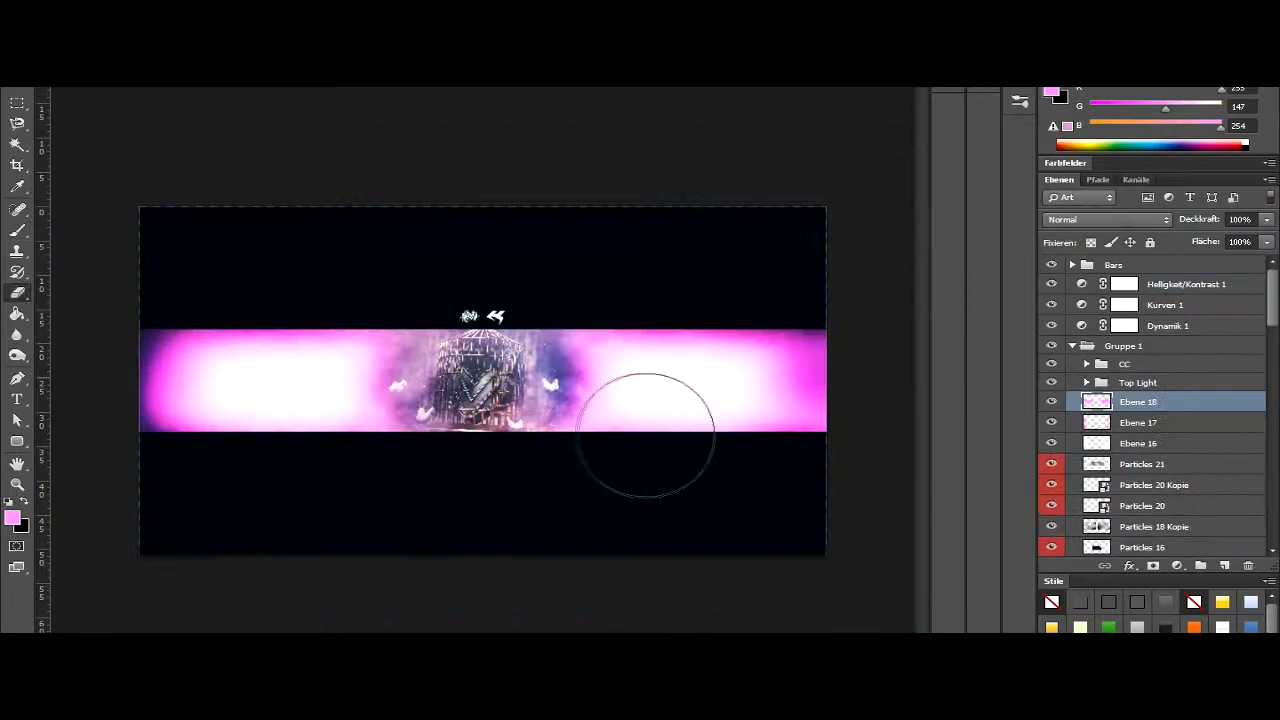 255
G 147
B 254
Farbfelder
Ebenen Pfade Kanäle
Art
Normal Deckkraft: 100%
Fixieren: Fläche: 100%
Bars
Helligkeit/Kontrast 1
Kurven 1
Dynamik 1
Gruppe 1
CC
Top Light
Ebene 18
Ebene 17
Ebene 16
Particles 21
Particles 20 Kopie
Particles 20
Particles 18 Kopie
Particles 16
fx
Stile